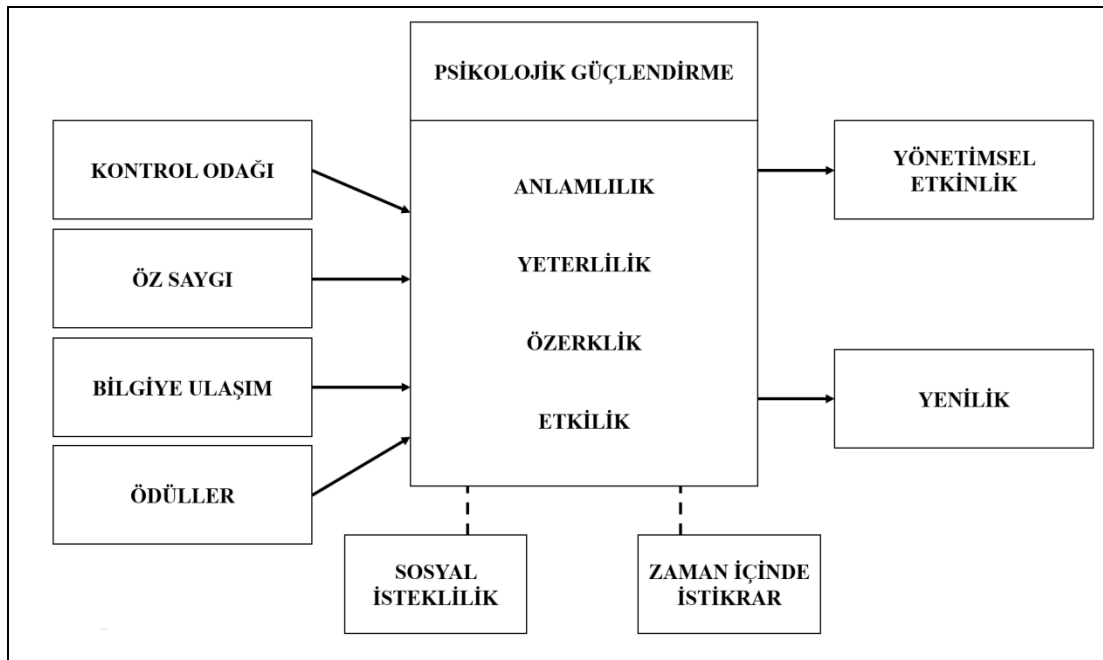 PSİKOLOJİK GÜÇLENDİRME
KONTROL ODAĞI
ÖZ SAYGI
BİLGİYE ULAŞIM
ÖDÜLLER
ANLAMLILIK
YETERLİLİK
ÖZERKLİK
ETKİLİK
YÖNETİMSEL
ETKİNLİK
YENİLİK
SOSYAL
İSTEKLİLİK
ZAMAN İÇİNDE
İSTİKRAR